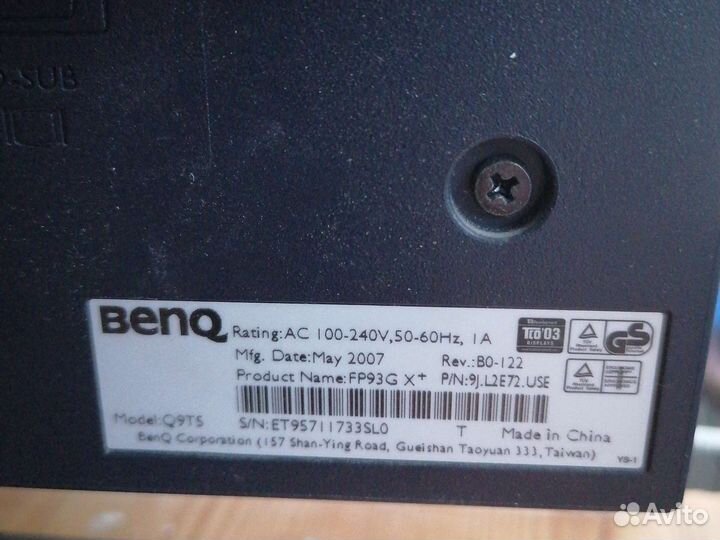 D-SUB
BenQ
Rating:AC 100-240V,50-60Hz, 1A
Mfg. Date:May 2007 Rev.:B0-122
Product Name:FP93G X+ P/N:9J.L2E72.USE
Model:Q9T5 S/N:ET95711733SL0 T Made in China
BenQ Corporation (157 Shan-Ying Road, Gueishan Taoyuan 333, Taiwan)
TCO'03
DISPLAYS
TÜV
GS
TÜV
Avito